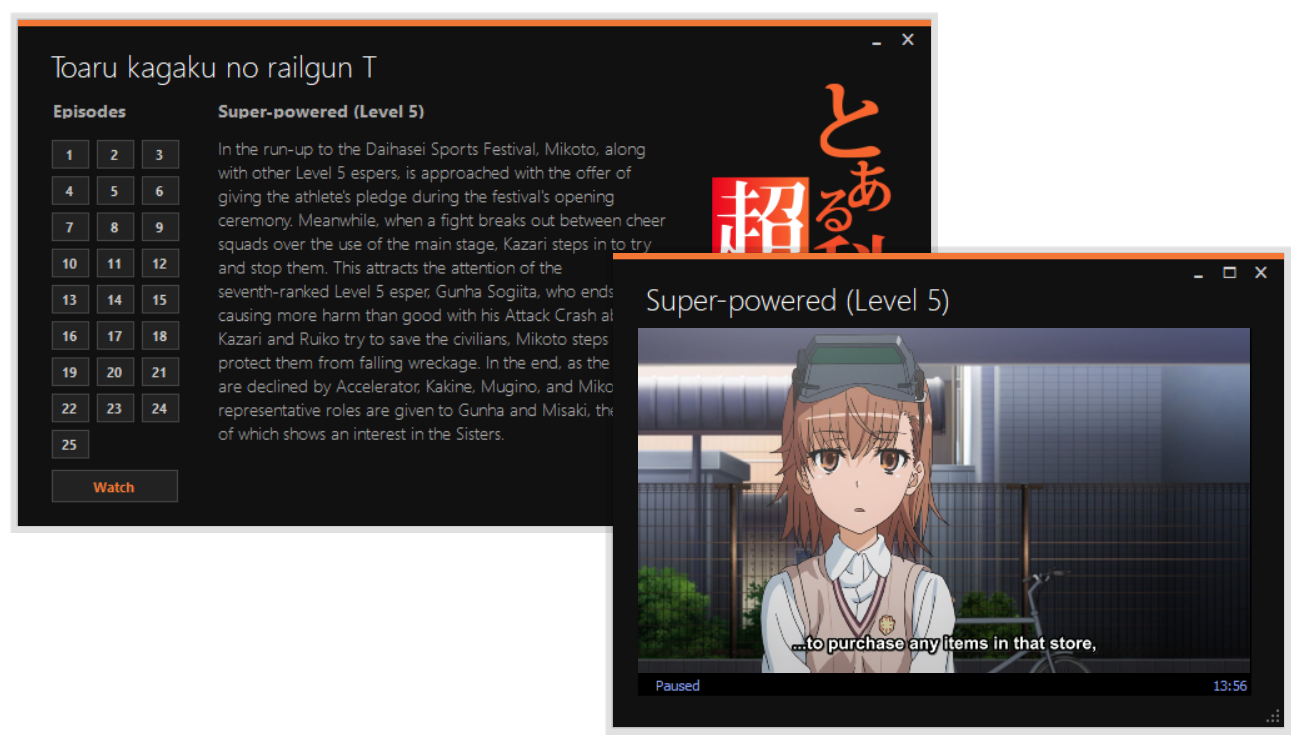 Toaru kagaku no railgun T
Episodes
1 2 3
4 5 6
7 8 9
10 11 12
13 14 15
16 17 18
19 20 21
22 23 24
25
Watch
Super-powered (Level 5)
In the run-up to the Daihasei Sports Festival, Mikoto, along
with other Level 5 espers, is approached with the offer of
giving the athlete's pledge during the festival's opening
ceremony. Meanwhile, when a fight breaks out between cheer
squads over the use of the main stage, Kazari steps in to try
and stop them. This attracts the attention of the
seventh-ranked Level 5 esper, Gunha Sogiita, who ends
causing more harm than good with his Attack Crash
Kazari and Ruiko try to save the civilians, Mikoto steps
protect them from falling wreckage. In the end, as the
are declined by Accelerator, Kakine, Mugino, and
representative roles are given to Gunha and Misaki,
of which shows an interest in the Sisters.
とある
超
Super-powered (Level 5)
...to purchase any items in that store,
Paused
13:56